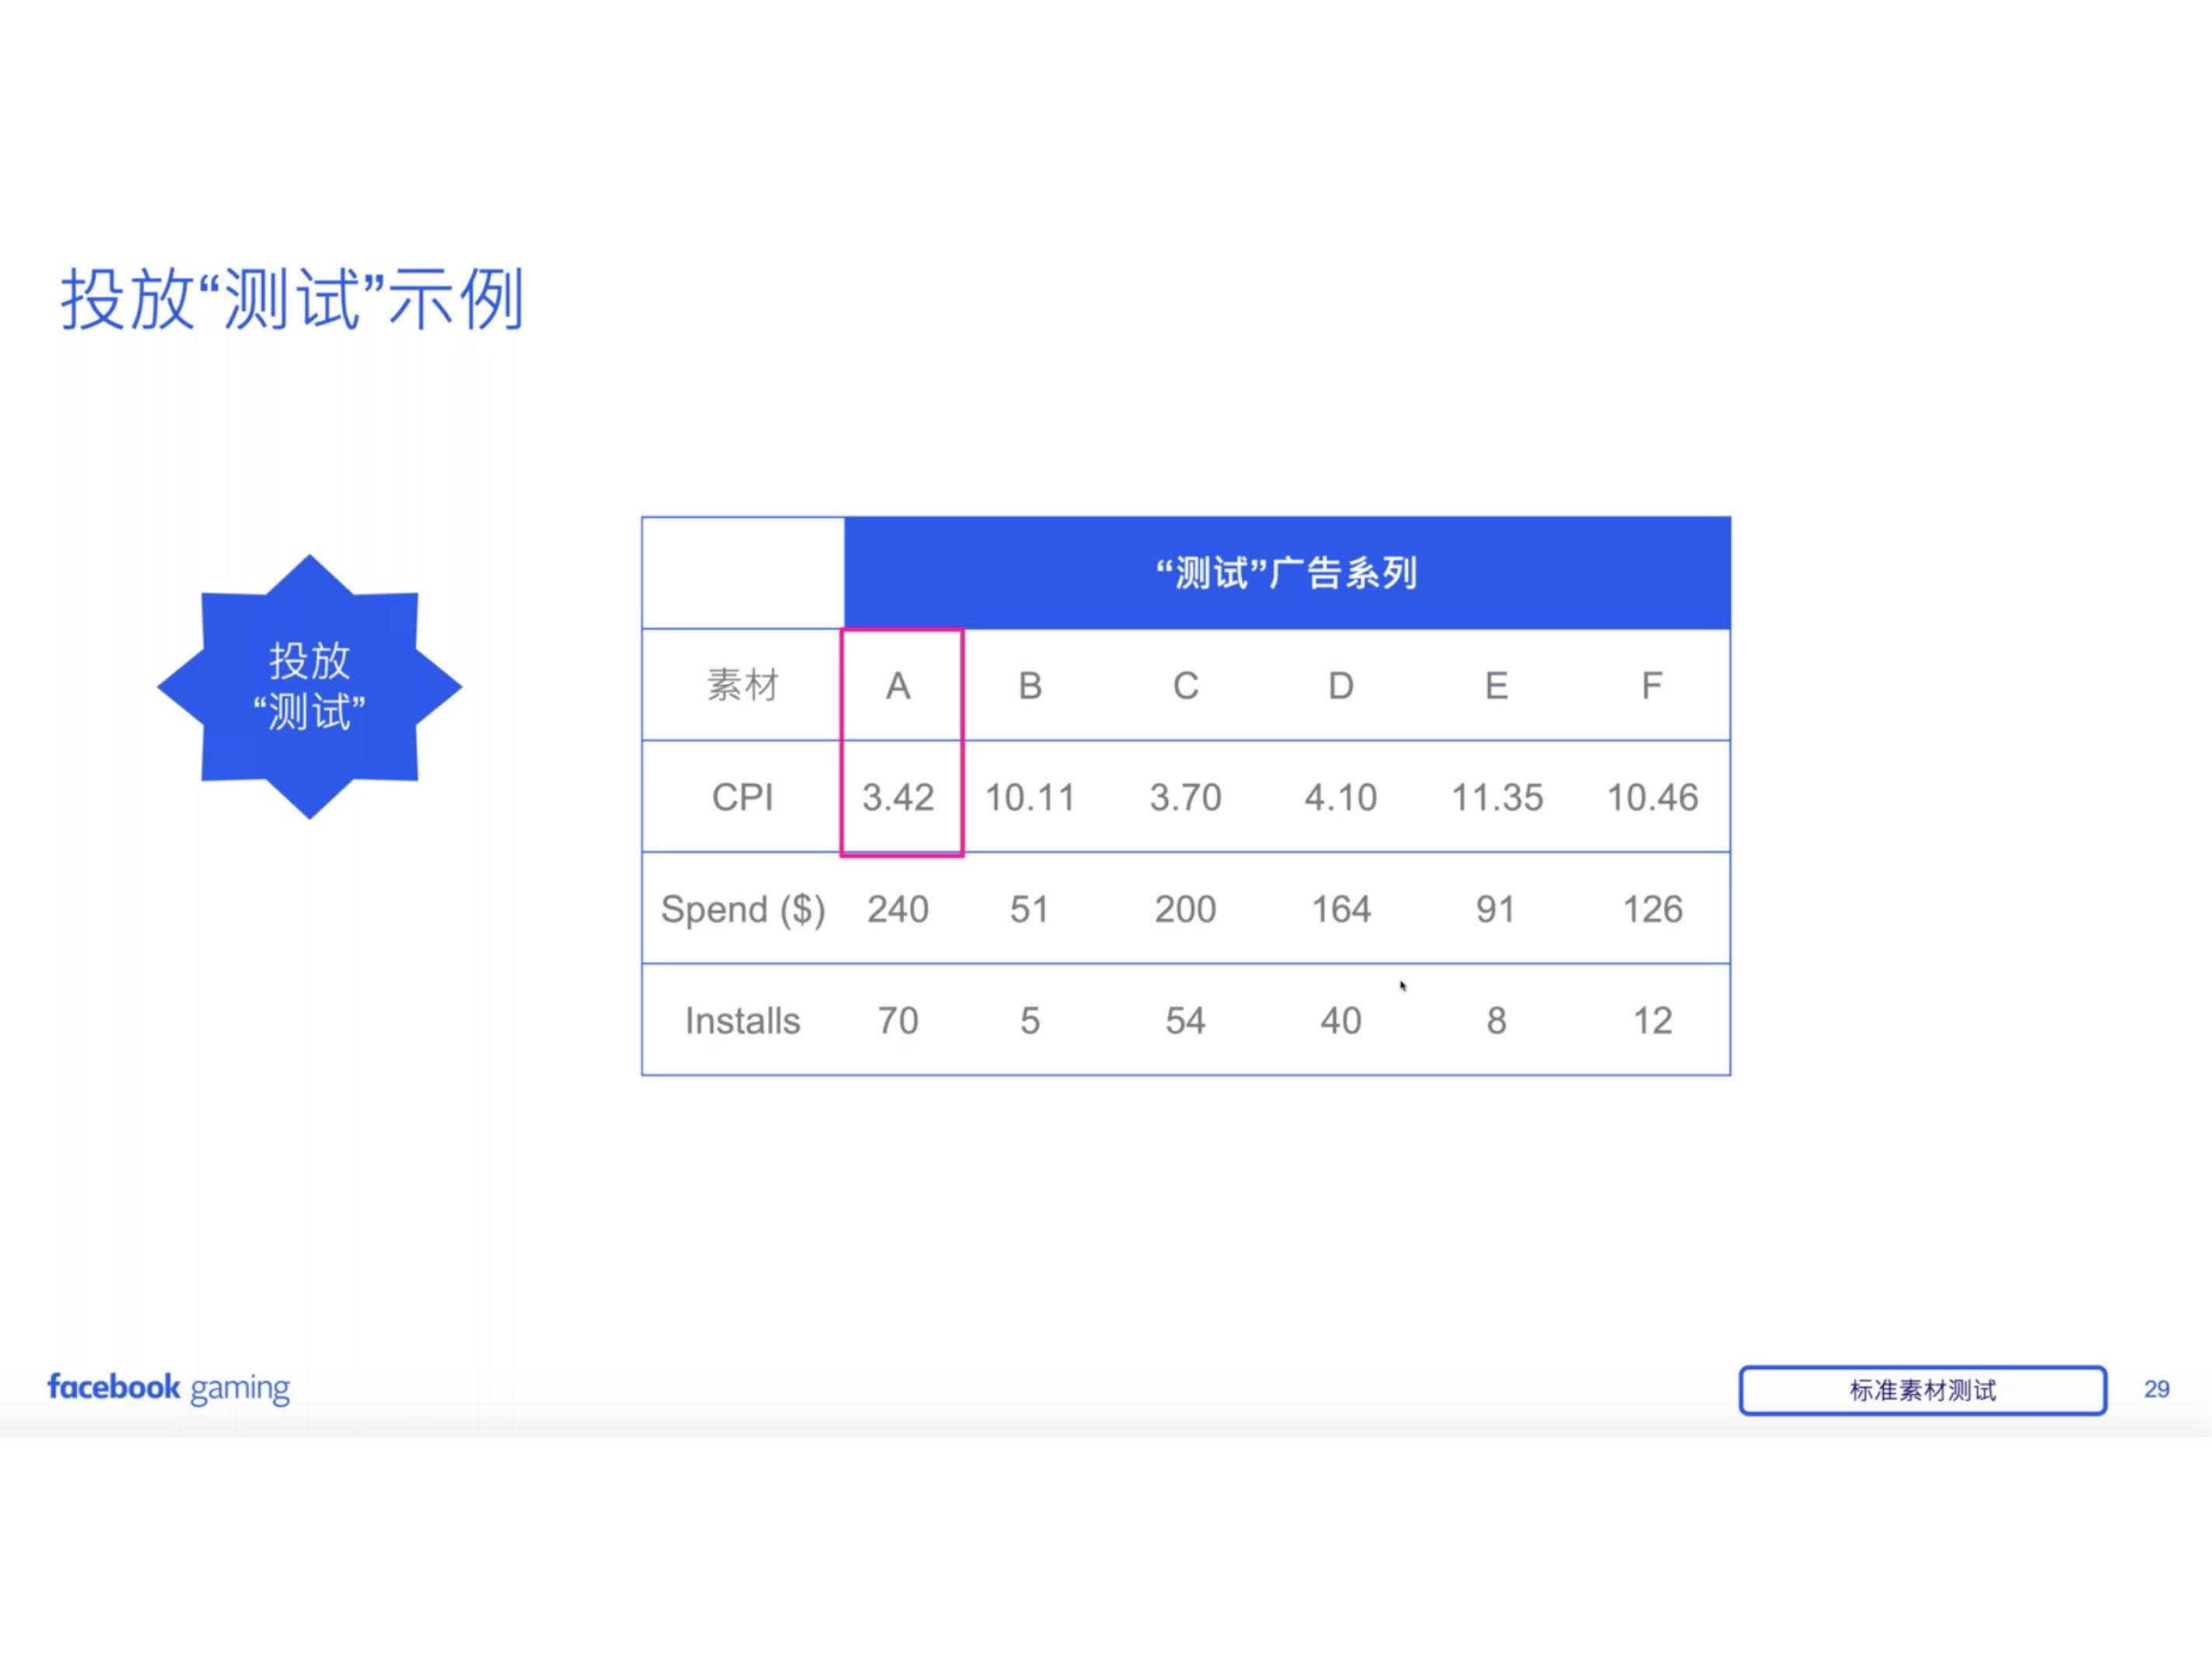 投放“测试”示例
投放
“测试”
“测试”广告系列
素材 A B C D E F
CPI 3.42 10.11 3.70 4.10 11.35 10.46
Spend ($) 240 51 200 164 91 126
Installs 70 5 54 40 8 12
facebook gaming
标准素材测试
29